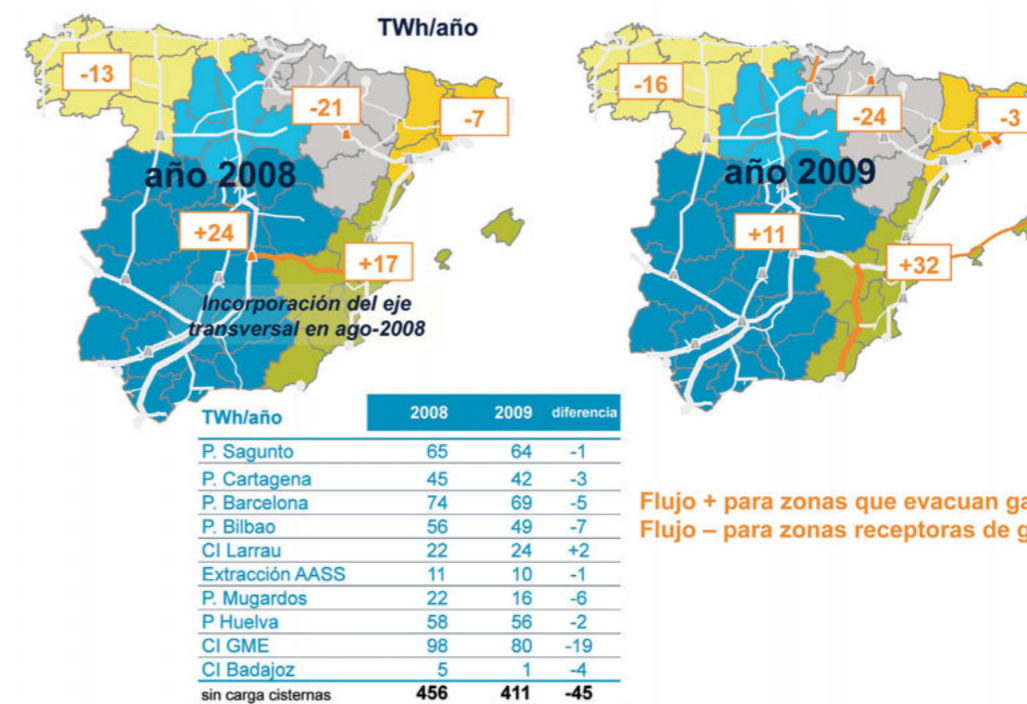 TWh/año
-13
-21
-7
año 2008
+24
+17
Incorporación del eje
transversal en ago-2008
-16
-24
-3
año 2009
+11
+32
TWh/año 2008 2009 diferencia
P. Sagunto 65 64 -1
P. Cartagena 45 42 -3
P. Barcelona 74 69 -5
P. Bilbao 56 49 -7
CI Larrau 22 24 +2
Extracción AASS 11 10 -1
P. Mugardos 22 16 -6
P Huelva 58 56 -2
CI GME 98 80 -19
CI Badajoz 5 1 -4
sin carga cisternas 456 411 -45
Flujo + para zonas que evacuan ga
Flujo – para zonas receptoras de g